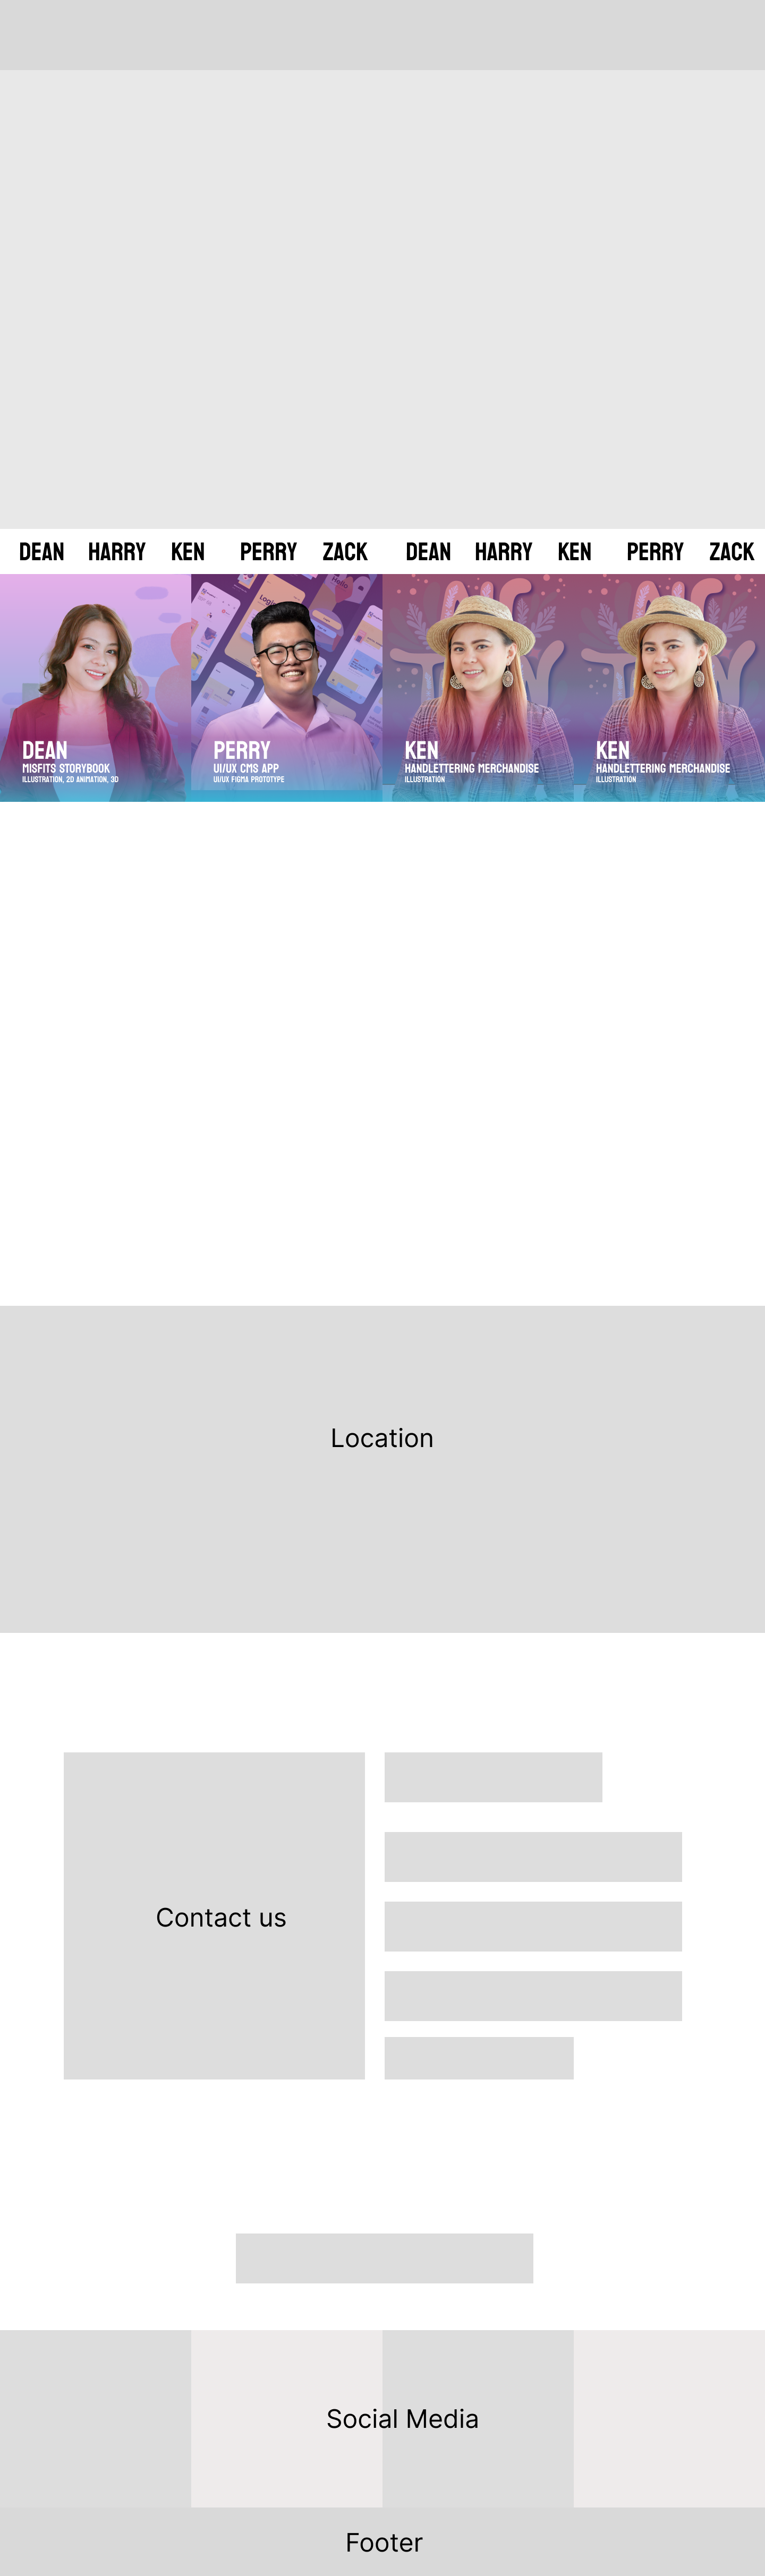 DEAN HARRY KEN PERRY ZACK DEAN HARRY KEN PERRY ZACK
Login
Hello
DEAN
MISFITS STORYBOOK
ILLUSTRATION, 2D ANIMATION, 3D
PERRY
UI/UX CMS APP
UI/UX FIGMA PROTOTYPE
KEN
HANDLETTERING MERCHANDISE
ILLUSTRATION
KEN
HANDLETTERING MERCHANDISE
ILLUSTRATION
Location
Contact us
Social Media
Footer